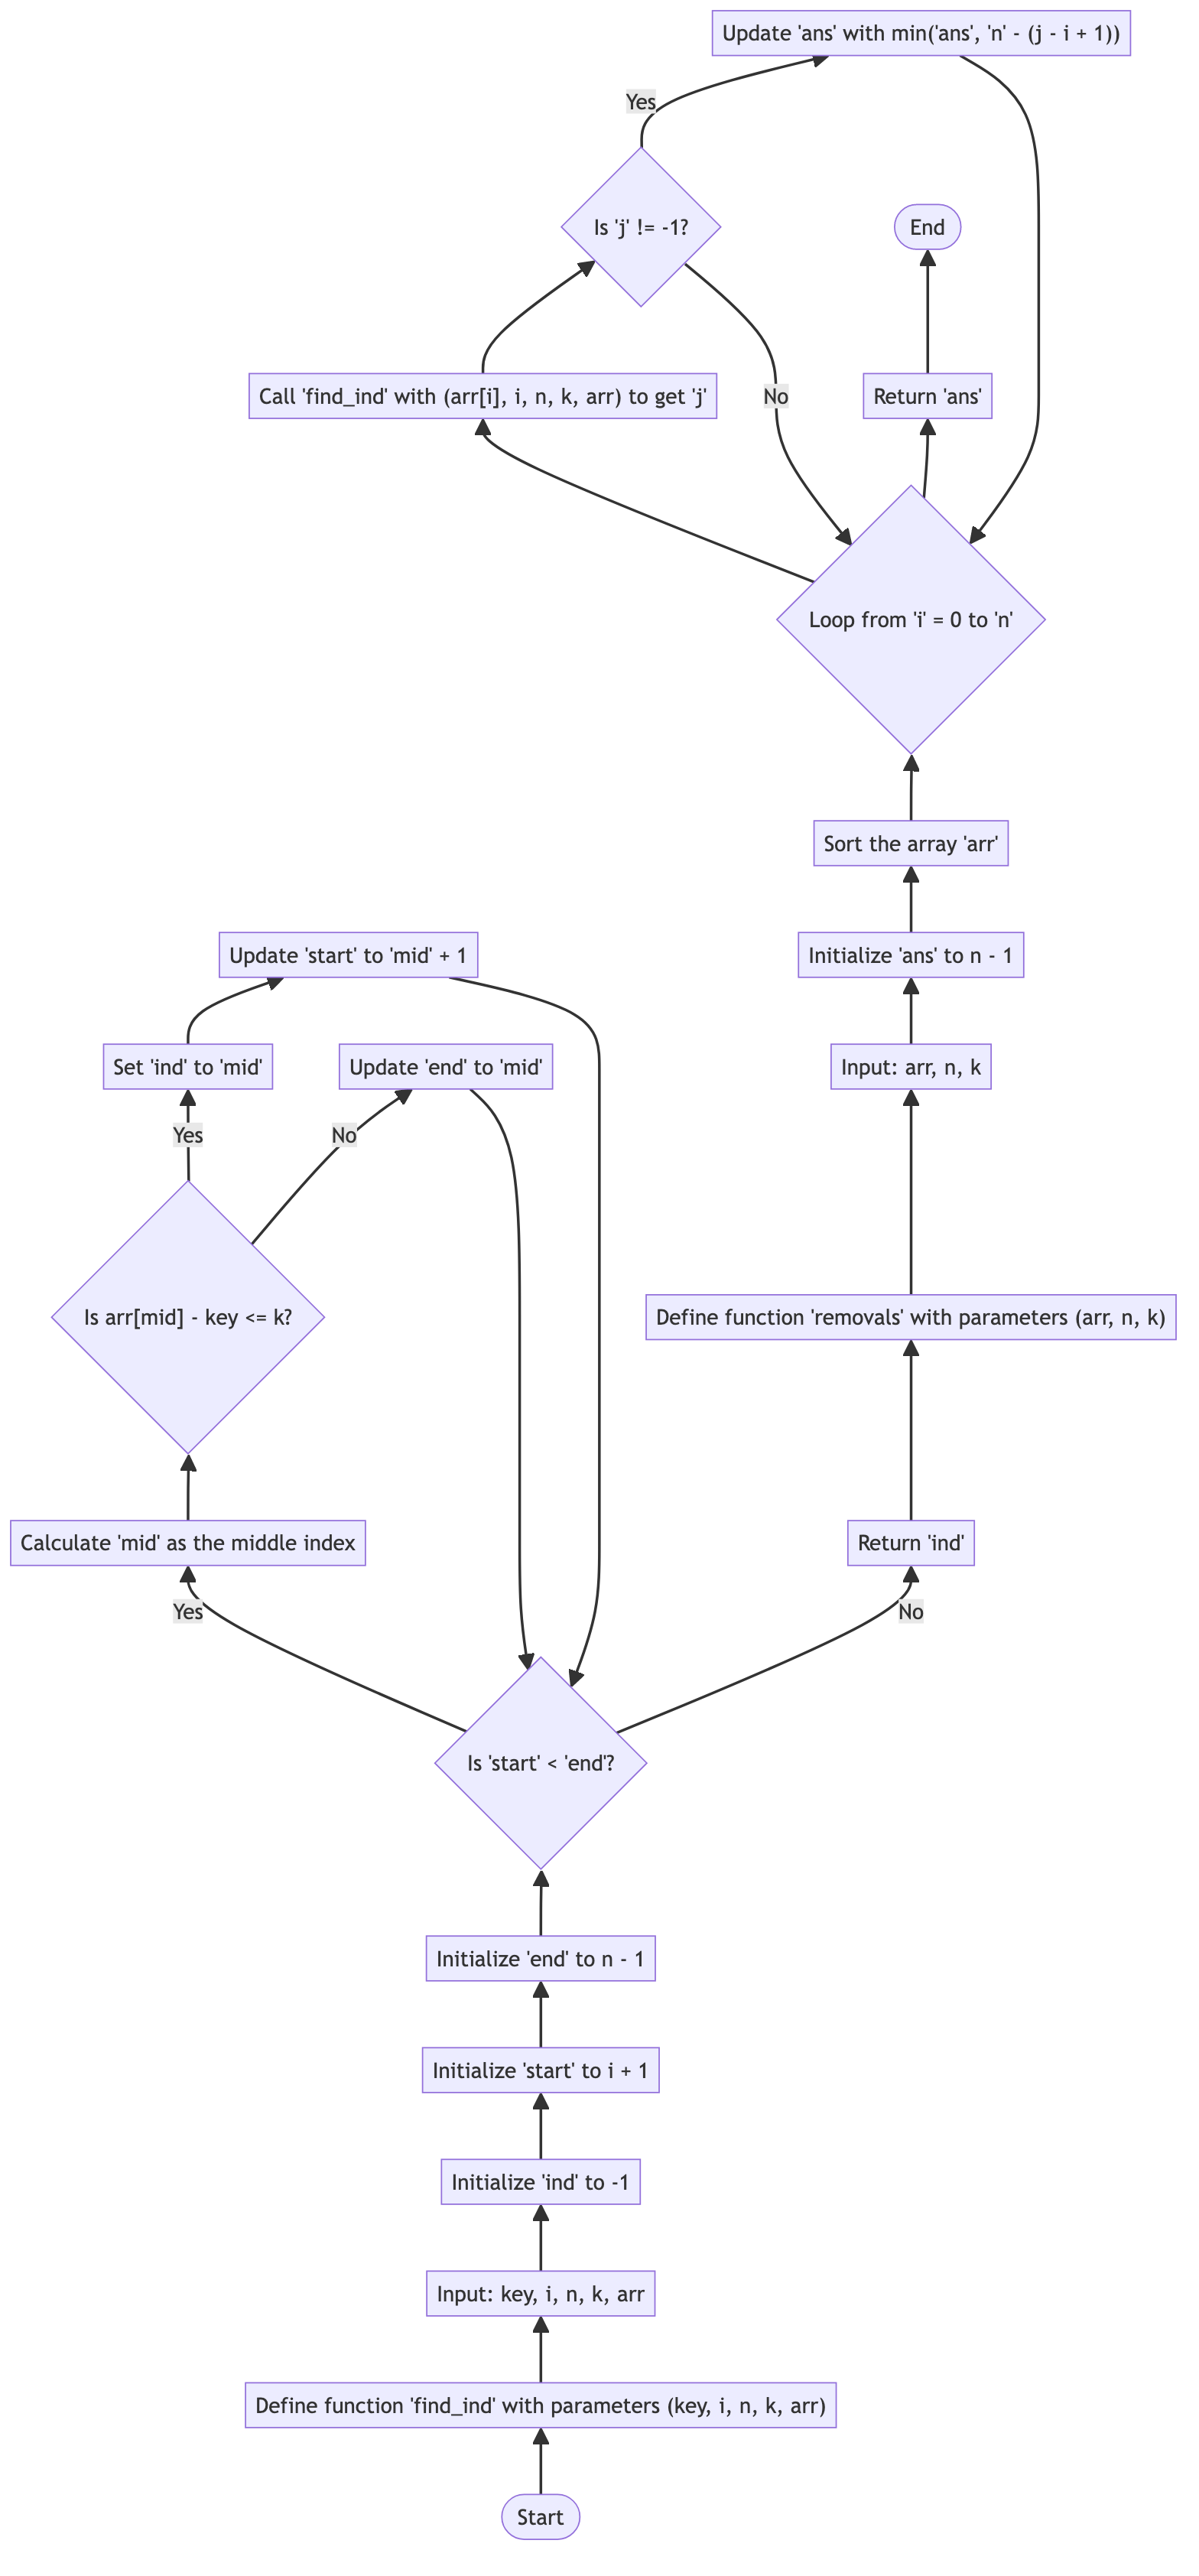 Update 'ans' with min('ans', 'n' - (j - i + 1))
Yes
Is 'j' != -1?
End
Call 'find_ind' with (arr[i], i, n, k, arr) to get 'j'
No
Return 'ans'
Loop from 'i' = 0 to 'n'
Sort the array 'arr'
Update 'start' to 'mid' + 1
Initialize 'ans' to n - 1
Set 'ind' to 'mid'
Update 'end' to 'mid'
Input: arr, n, k
Yes
No
Is arr[mid] - key <= k?
Define function 'removals' with parameters (arr, n, k)
Calculate 'mid' as the middle index
Return 'ind'
Yes
No
Is 'start' < 'end'?
Initialize 'end' to n - 1
Initialize 'start' to i + 1
Initialize 'ind' to -1
Input: key, i, n, k, arr
Define function 'find_ind' with parameters (key, i, n, k, arr)
Start